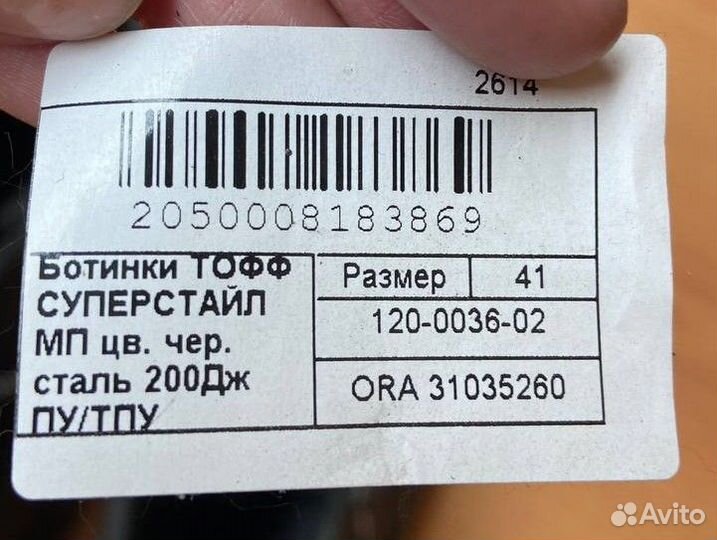 2614
2050008183869
Ботинки ТОФФ
СУПЕРСТАЙЛ
МП цв. чер.
сталь 200Дж
ПУ/ТПУ
Размер 41
120-0036-02
ORA 31035260
Avito